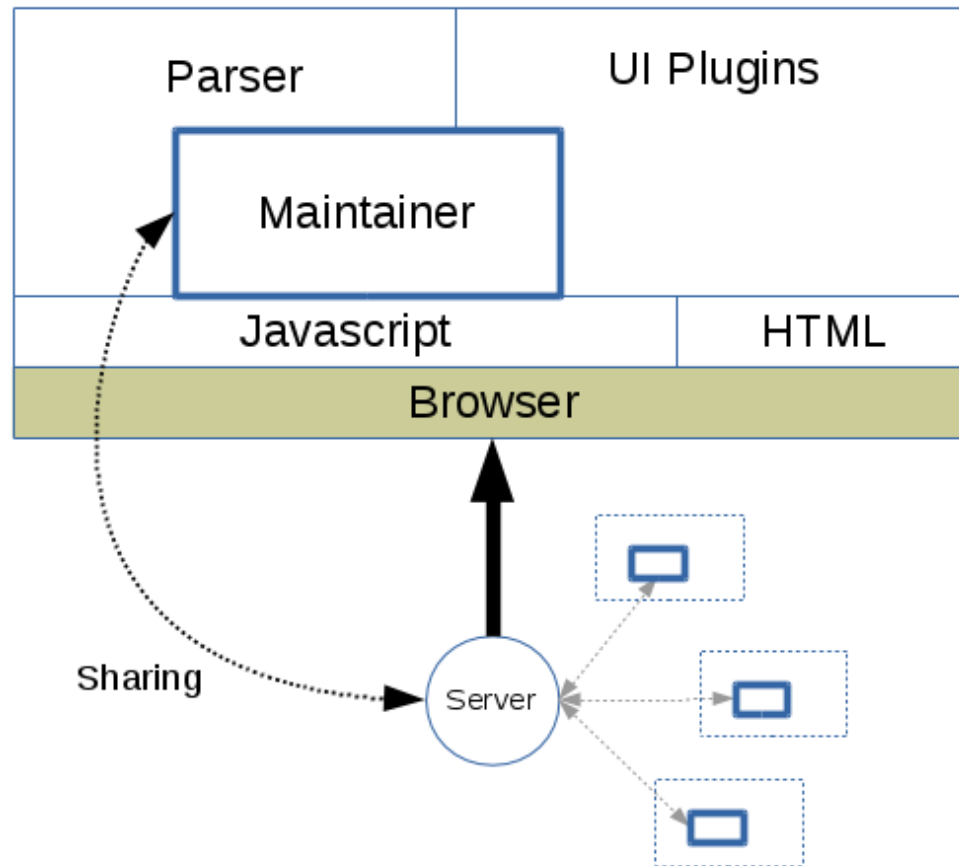 Parser
UI Plugins
Maintainer
Javascript
HTML
Browser
Sharing
Server